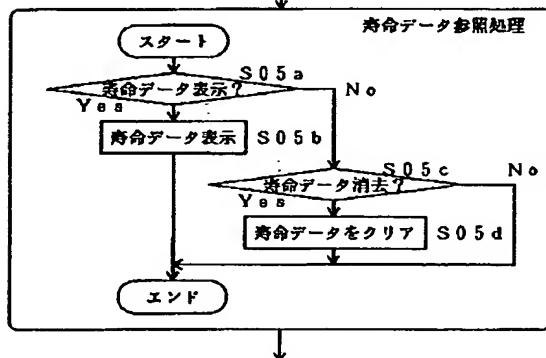 寿命データ参照処理
スタート
S05a
寿命データ表示?
Yes
No
寿命データ表示
S05b
S05c
寿命データ消去?
Yes
No
寿命データをクリア
S05d
エンド